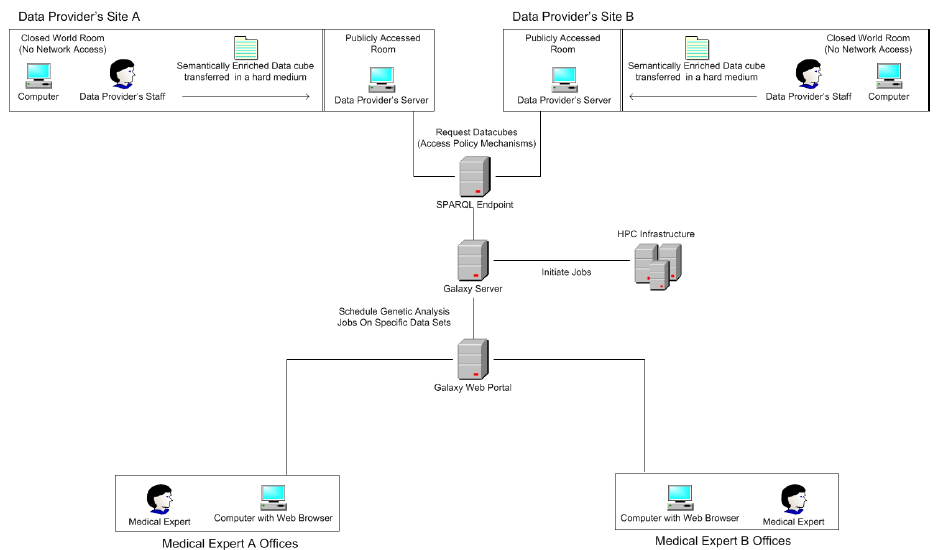 Data Provider's Site A
Data Provider's Site B
Closed World Room
(No Network Access)
Computer
Data Provider's Staff
Semantically Enriched Data cube
transferred in a hard medium
Publicly Accessed
Room
Data Provider's Server
Publicly Accessed
Room
Data Provider's Server
Semantically Enriched Data cube
transferred in a hard medium
Data Provider's Staff
Closed World Room
(No Network Access)
Computer
Request Datacubes
(Access Policy Mechanisms)
SPARQL Endpoint
HPC Infrastructure
Initiate Jobs
Galaxy Server
Schedule Genetic Analysis
Jobs On Specific Data Sets
Galaxy Web Portal
Medical Expert
Computer with Web Browser
Medical Expert A Offices
Computer with Web Browser
Medical Expert
Medical Expert B Offices